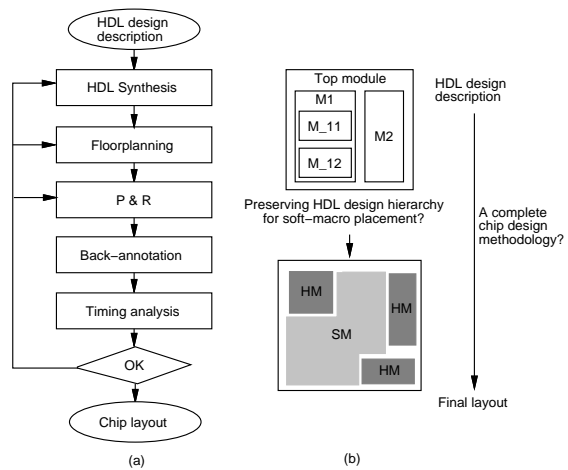 HDL design
description
HDL Synthesis
Floorplanning
P & R
Back−annotation
Timing analysis
OK
Chip layout
(a)
Top module
M1
M_11
M_12
M2
Preserving HDL design hierarchy
for soft−macro placement?
HM
HM
SM
HM
(b)
HDL design
description
A complete
chip design
methodology?
Final layout